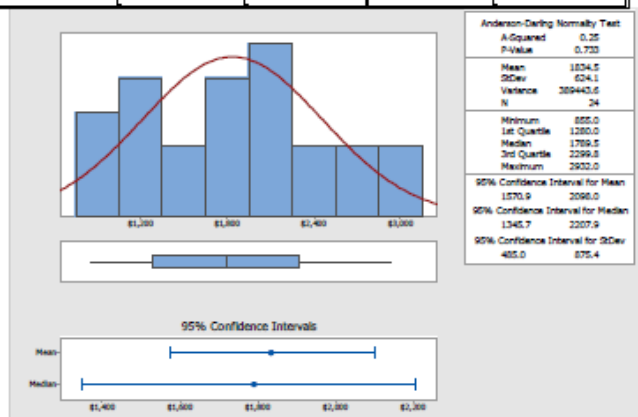 Anderson-Darling Normality Test
A-Squared 0.25
P-Value 0.733
Mean 1834.5
StDev 624.1
Variance 389443.6
N 24
Minimum 855.0
1st Quartile 1280.0
Median 1789.5
3rd Quartile 2299.8
Maximum 2932.0
95% Confidence Interval for Mean
1570.9 2098.0
95% Confidence Interval for Median
1345.7 2207.9
95% Confidence Interval for StDev
485.0 875.4
$1,200 $1,800 $2,400 $3,000
95% Confidence Intervals
Mean
Median
$1,400 $1,600 $1,800 $2,000 $2,200